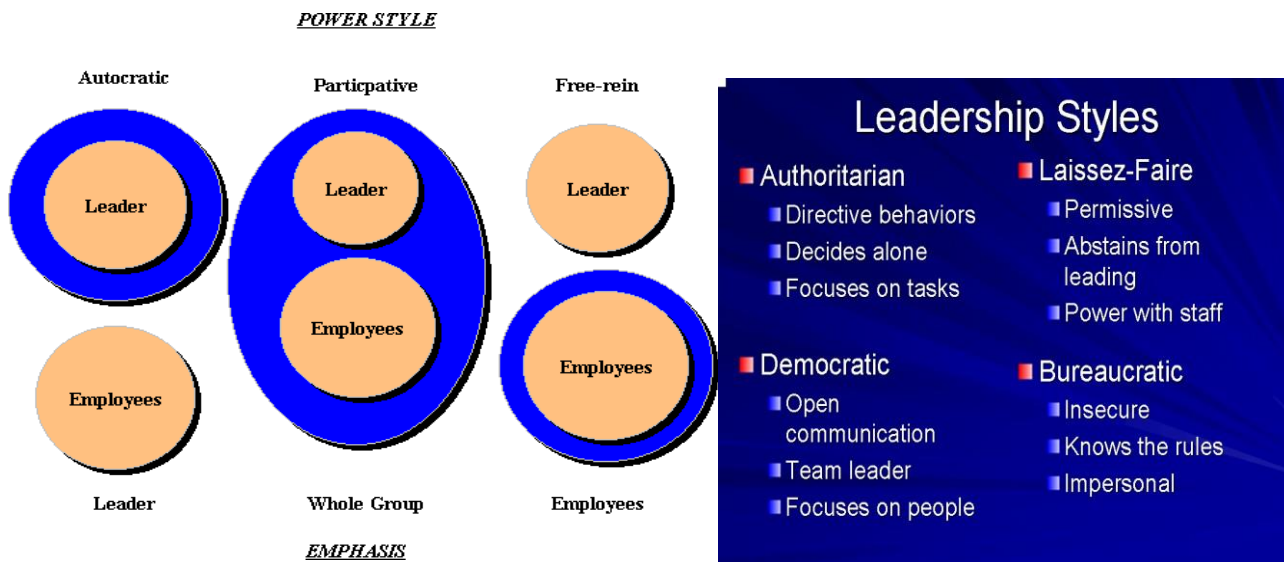 POWER STYLE
Autocratic
Particpative
Free-rein
Leader
Leader
Leader
Employees
Employees
Employees
Leader
Whole Group
Employees
EMPHASIS
Leadership Styles
Authoritarian
Directive behaviors
Decides alone
Focuses on tasks
Laissez-Faire
Permissive
Abstains from
leading
Power with staff
Democratic
Open
communication
Team leader
Focuses on people
Bureaucratic
Insecure
Knows the rules
Impersonal